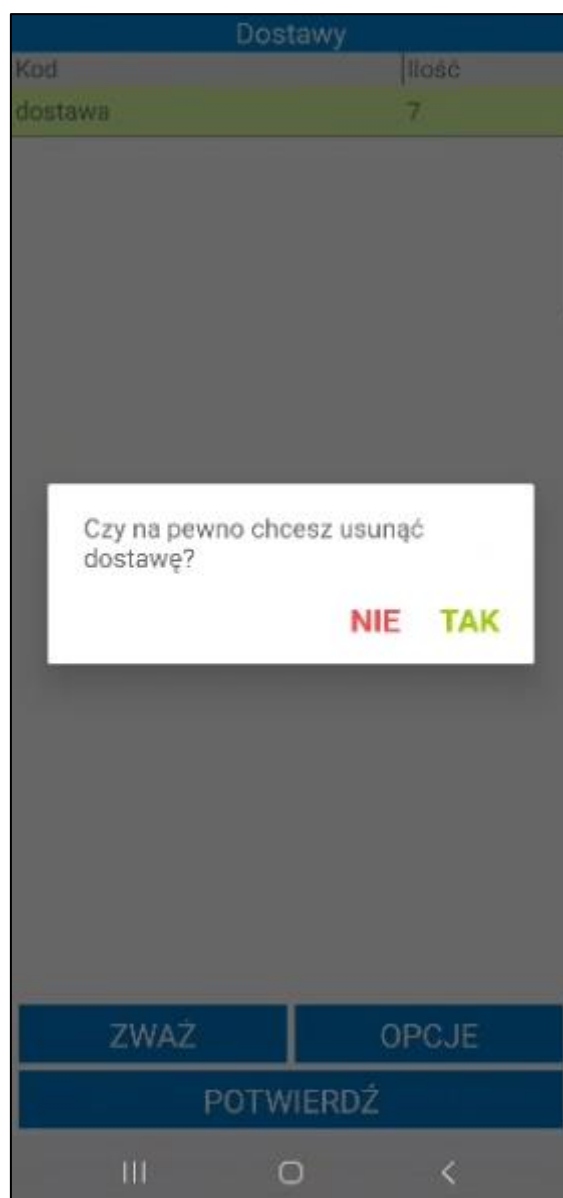 Dostawy
Kod Ilość
dostawa 7
Czy na pewno chcesz usunąć
dostawę?
NIE TAK
ZWAŻ OPCJE
POTWIERDŹ